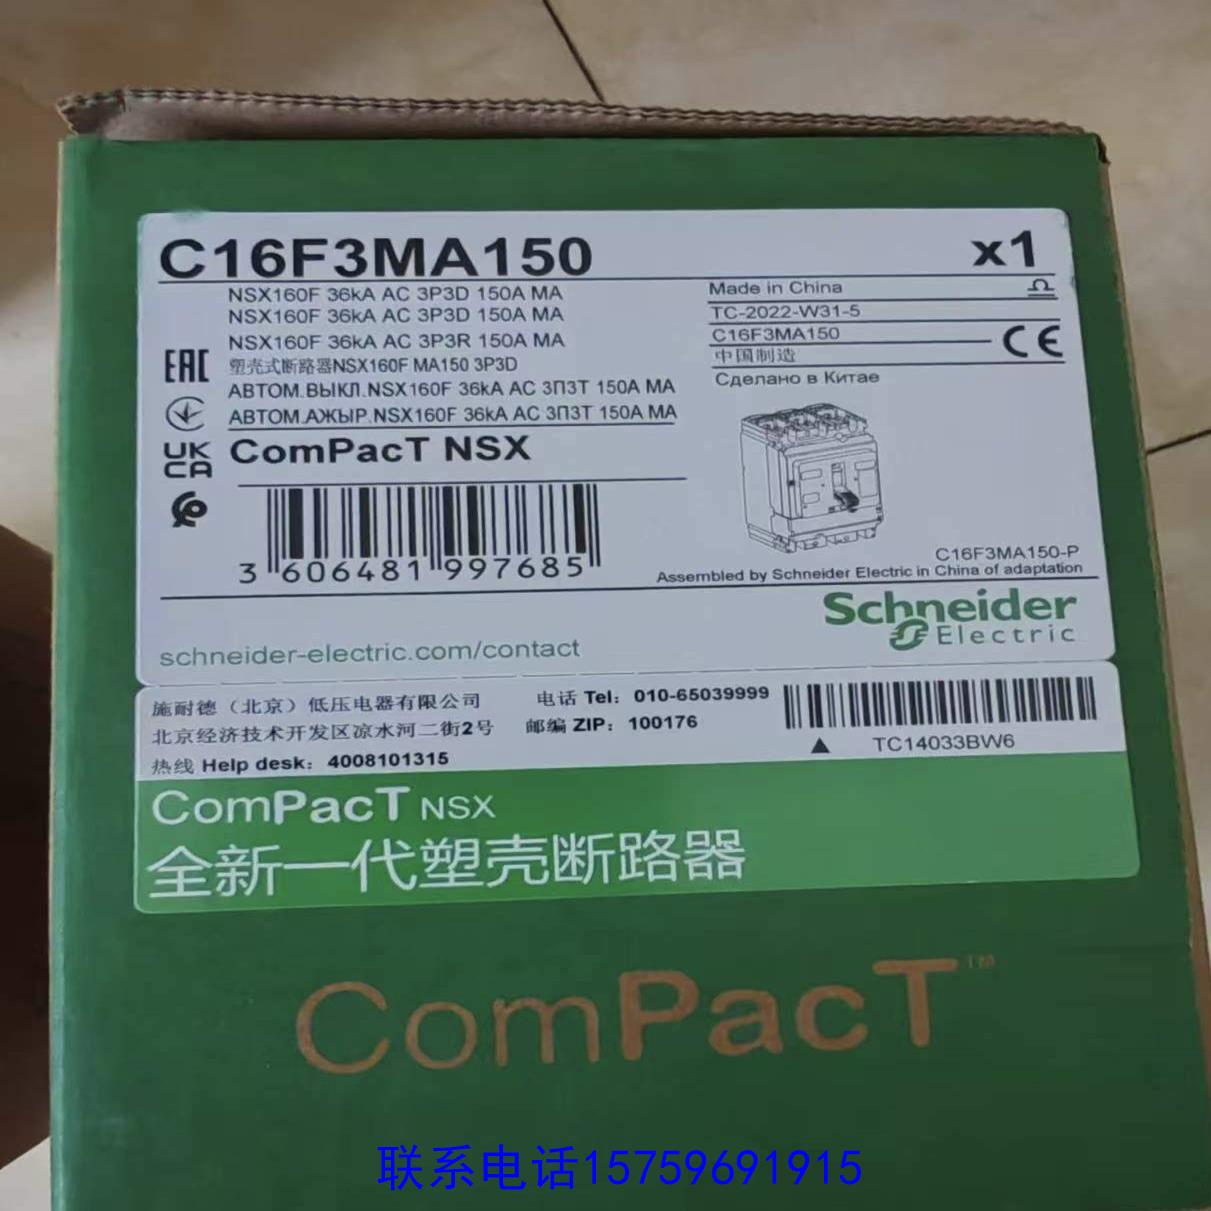 C16F3MA150
x1
NSX160F 36kA AC 3P3D 150A MA
NSX160F 36kA AC 3P3D 150A MA
NSX160F 36kA AC 3P3R 150A MA
塑壳式断路器NSX160F MA150 3P3D
АВТОМ.ВЫКЛ.NSX160F 36kA AC 3П3Т 150A MA
АВТОМ.АЖЫР.NSX160F 36kA AC 3П3Т 150A MA
EAC
UK
CA
ComPacT NSX
Made in China
TC-2022-W31-5
C16F3MA150
中国制造
Сделано в Китае
CE
3 606481 997685
C16F3MA150-P
Assembled by Schneider Electric in China of adaptation
Schneider
Electric
schneider-electric.com/contact
施耐德（北京）低压电器有限公司 电话 Tel：010-65039999
北京经济技术开发区凉水河二街2号 邮编 ZIP：100176
热线 Help desk：4008101315
TC14033BW6
ComPacT NSX
全新一代塑壳断路器
ComPacT™
联系电话15759691915